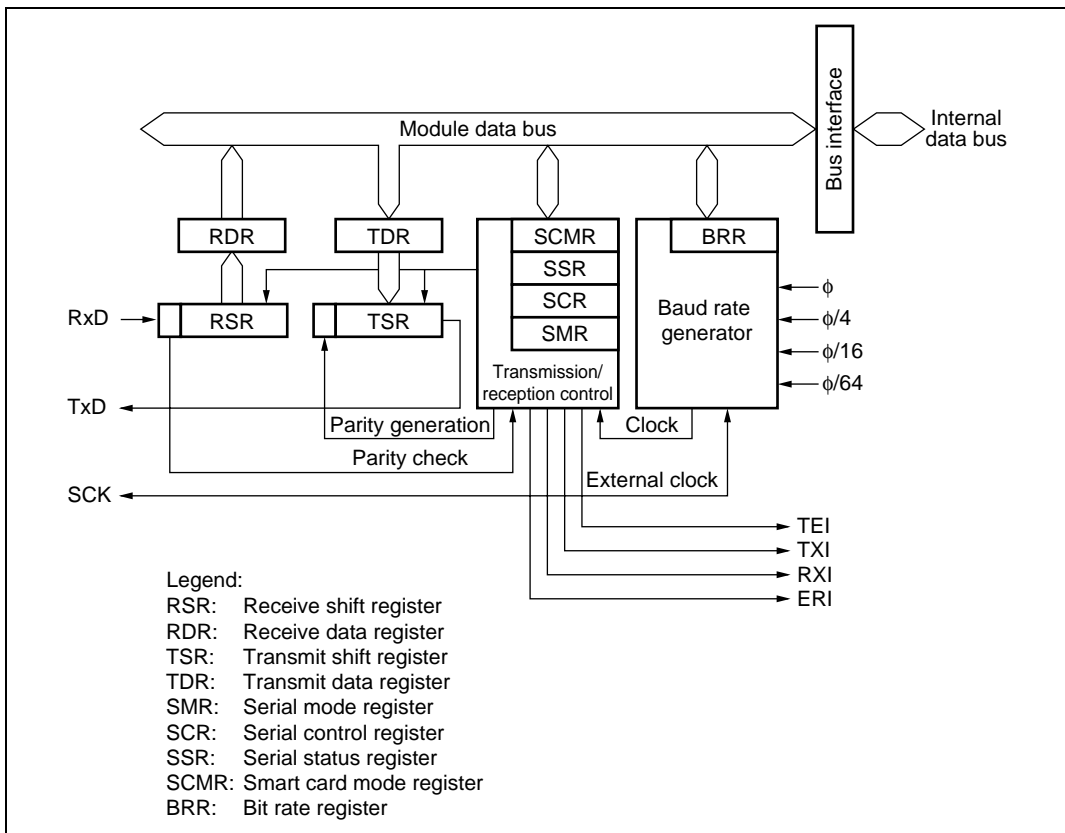 Module data bus
Bus interface
Internal
data bus
RDR
TDR
SCMR
BRR
SSR
SCR
SMR
RxD
RSR
TSR
Baud rate
generator
ϕ
ϕ/4
ϕ/16
ϕ/64
Transmission/
reception control
TxD
Parity generation
Clock
Parity check
External clock
SCK
TEI
TXI
RXI
ERI
Legend:
RSR: Receive shift register
RDR: Receive data register
TSR: Transmit shift register
TDR: Transmit data register
SMR: Serial mode register
SCR: Serial control register
SSR: Serial status register
SCMR: Smart card mode register
BRR: Bit rate register